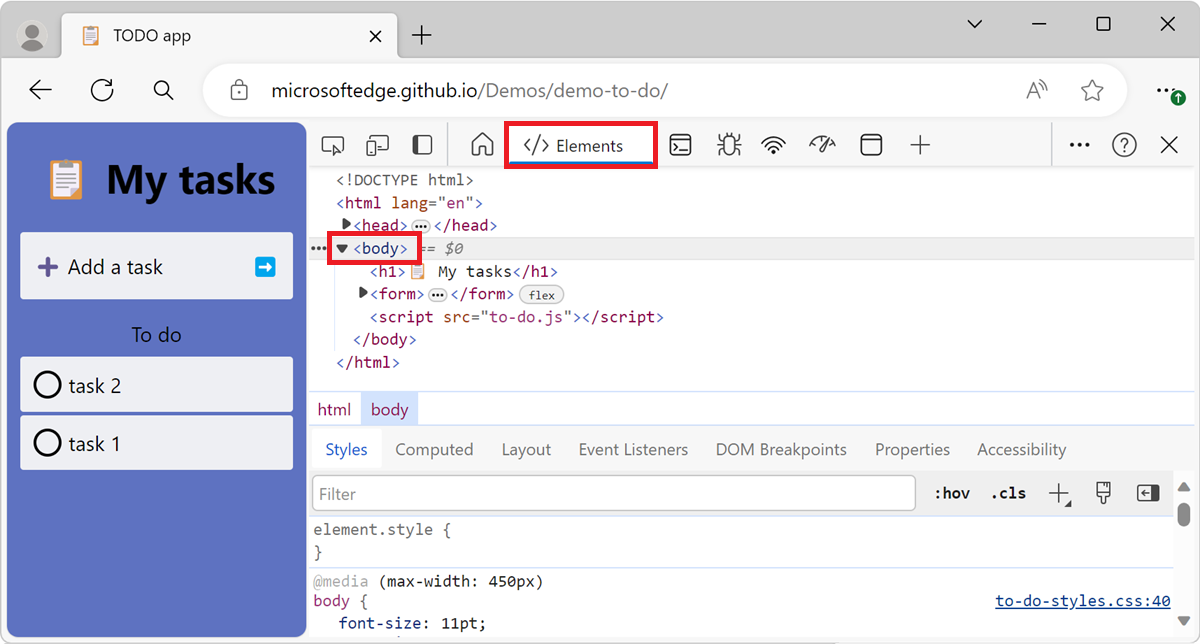 TODO app
microsoftedge.github.io/Demos/demo-to-do/
My tasks
Add a task
To do
task 2
task 1
</> Elements
<!DOCTYPE html>
<html lang="en">
<head>…</head>
… <body> == $0
<h1>📋 My tasks</h1>
<form>…</form> flex
<script src="to-do.js"></script>
</body>
</html>
html body
Styles Computed Layout Event Listeners DOM Breakpoints Properties Accessibility
Filter :hov .cls
element.style {
}
@media (max-width: 450px)
body { to-do-styles.css:40
font-size: 11pt;